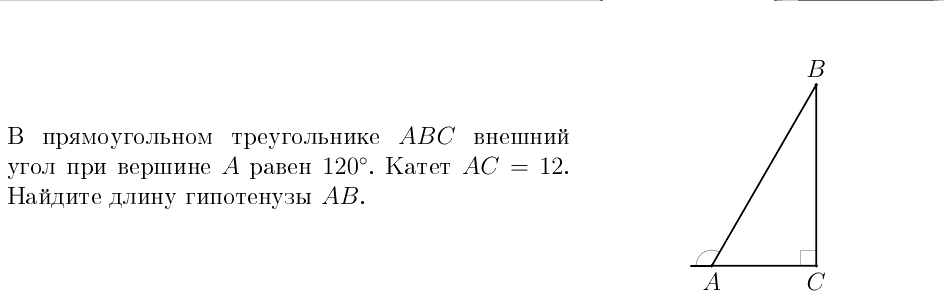 B
В прямоугольном треугольнике ABC внешний
угол при вершине A равен 120°. Катет AC = 12.
Найдите длину гипотенузы AB.
A C